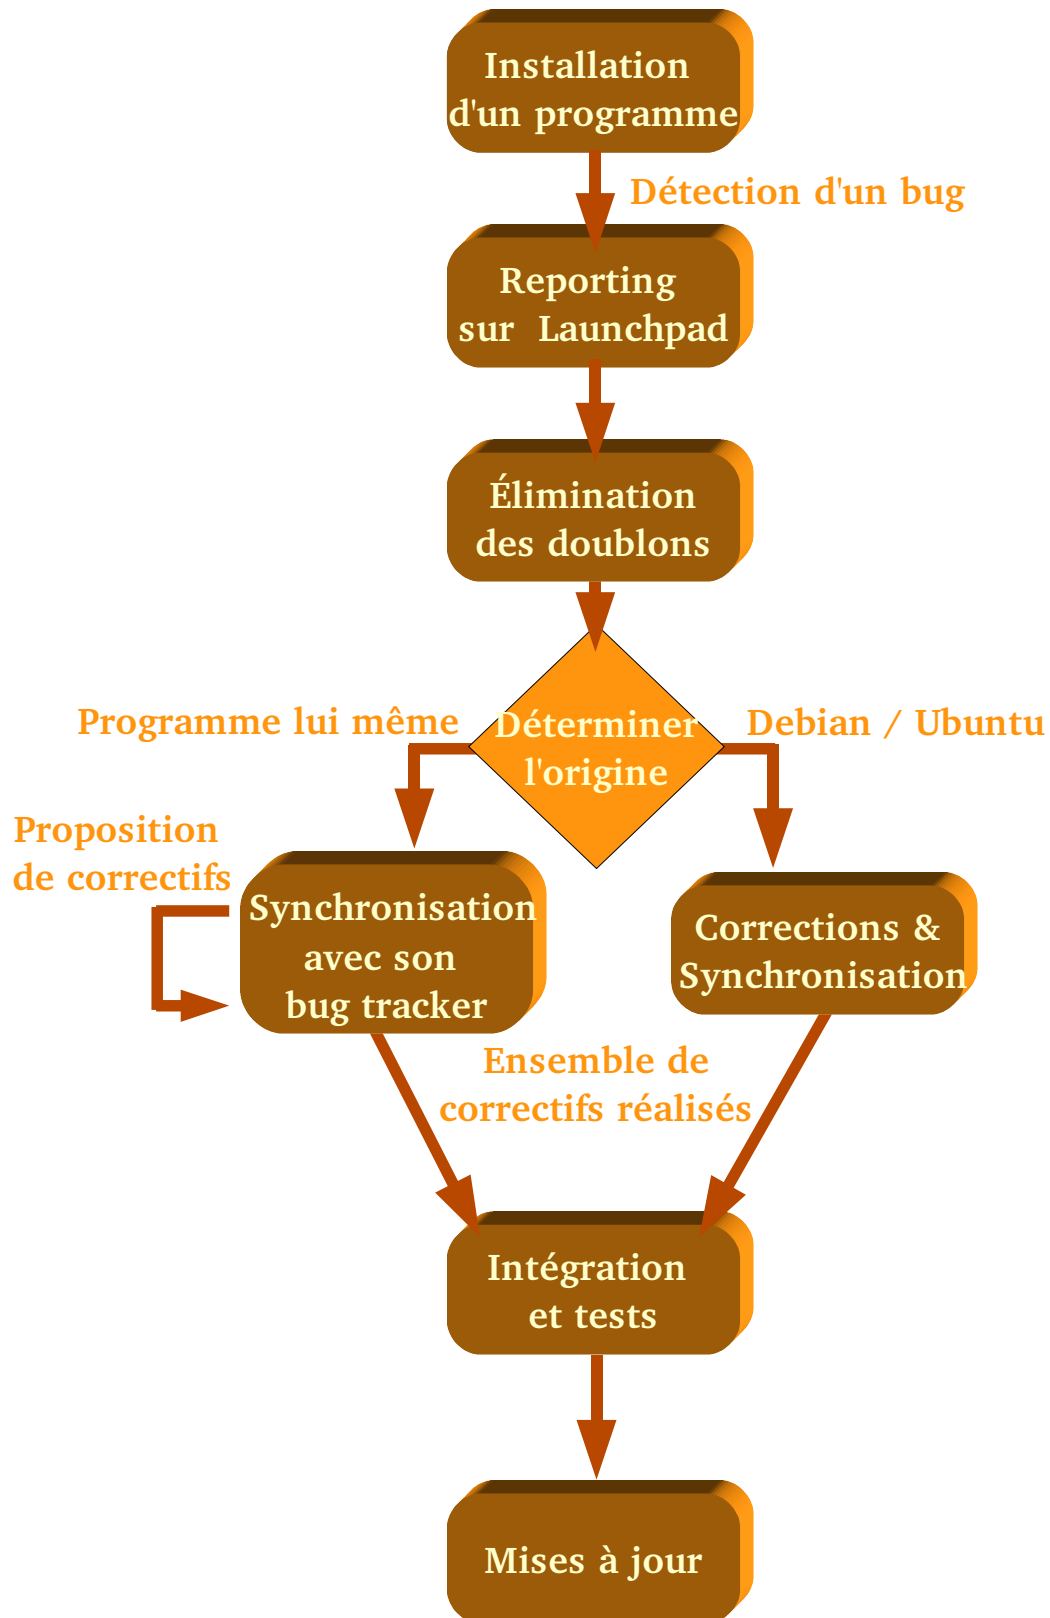 Installation
d'un programme
Détection d'un bug
Reporting
sur Launchpad
Élimination
des doublons
Programme lui même
Déterminer
l'origine
Debian / Ubuntu
Proposition
de correctifs
Synchronisation
avec son
bug tracker
Corrections &
Synchronisation
Ensemble de
correctifs réalisés
Intégration
et tests
Mises à jour